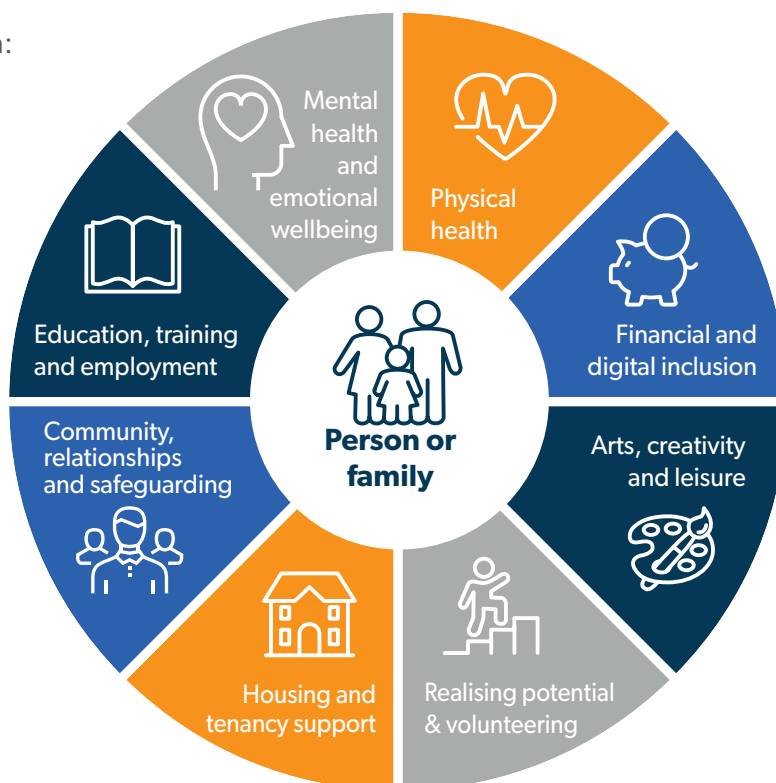 :
Mental
health
and
emotional
wellbeing
Physical
health
Financial and
digital inclusion
Arts, creativity
and leisure
Realising potential
& volunteering
Housing and
tenancy support
Community,
relationships
and safeguarding
Education, training
and employment
Person or
family